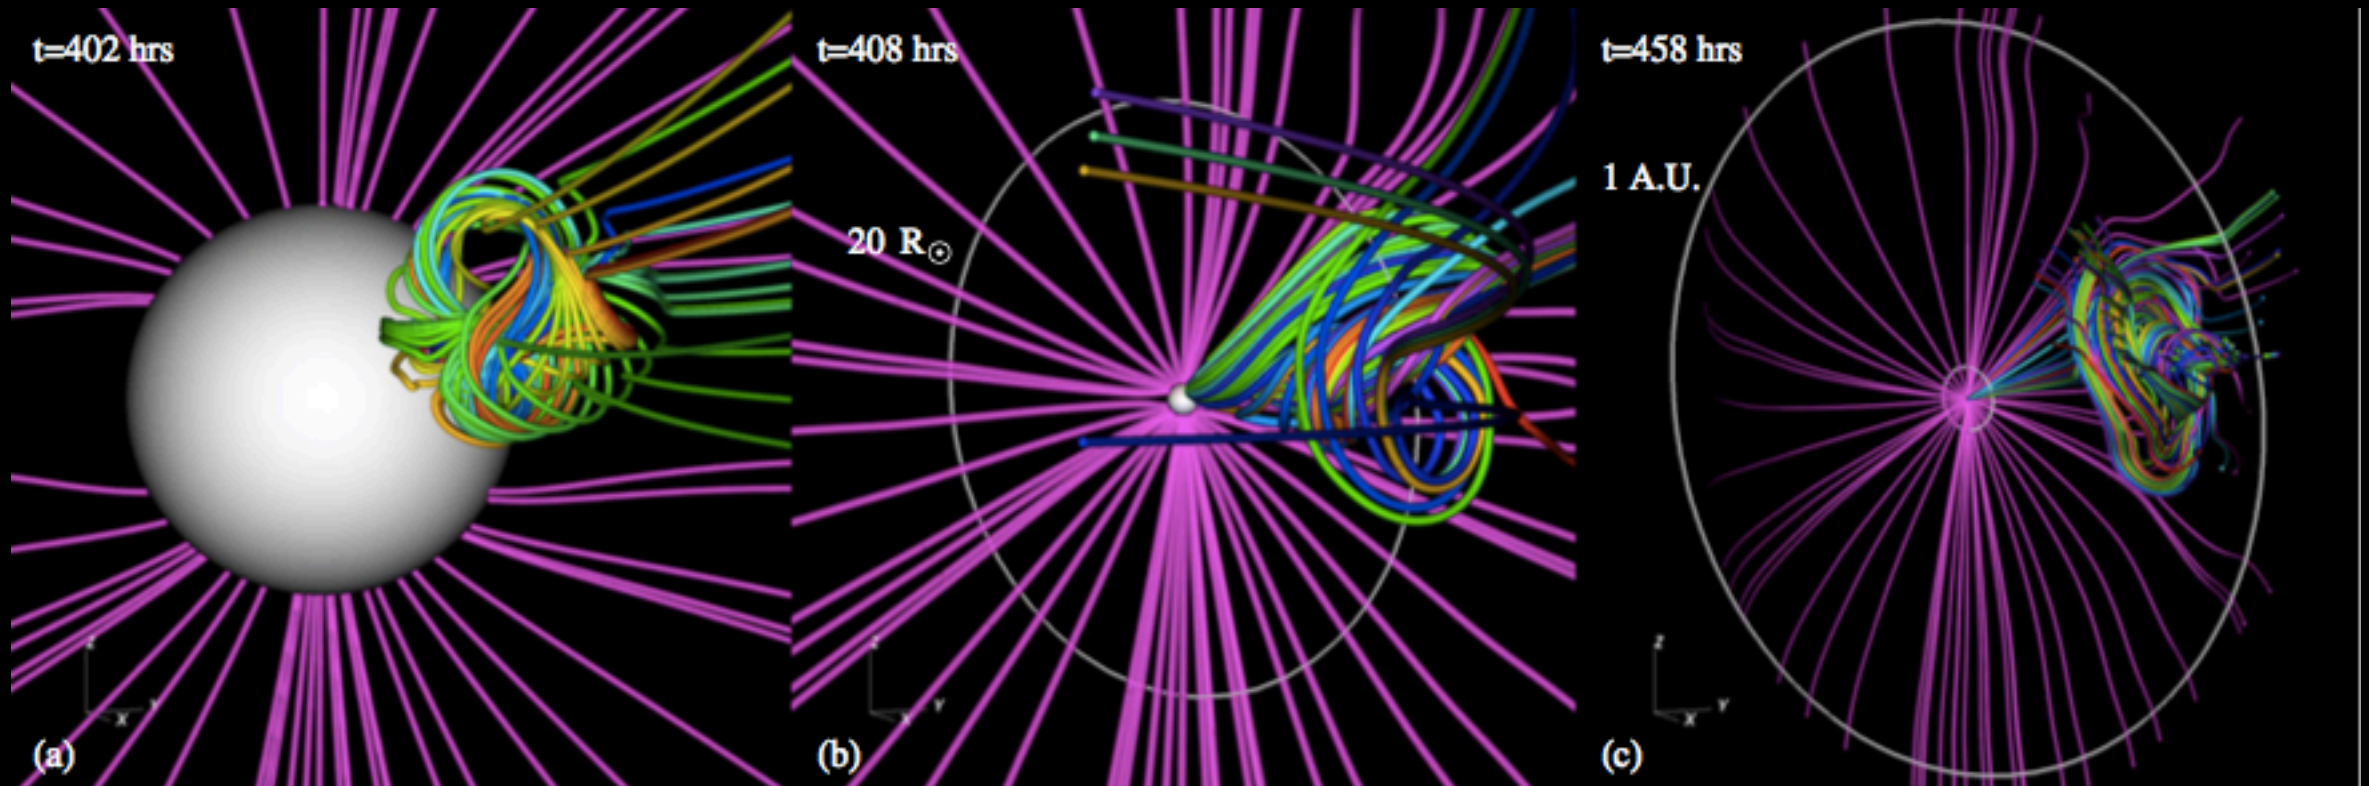 t=402 hrs
z
X
Y
(a)
t=408 hrs
20 R☉
z
X
Y
(b)
t=458 hrs
1 A.U.
z
X
Y
(c)